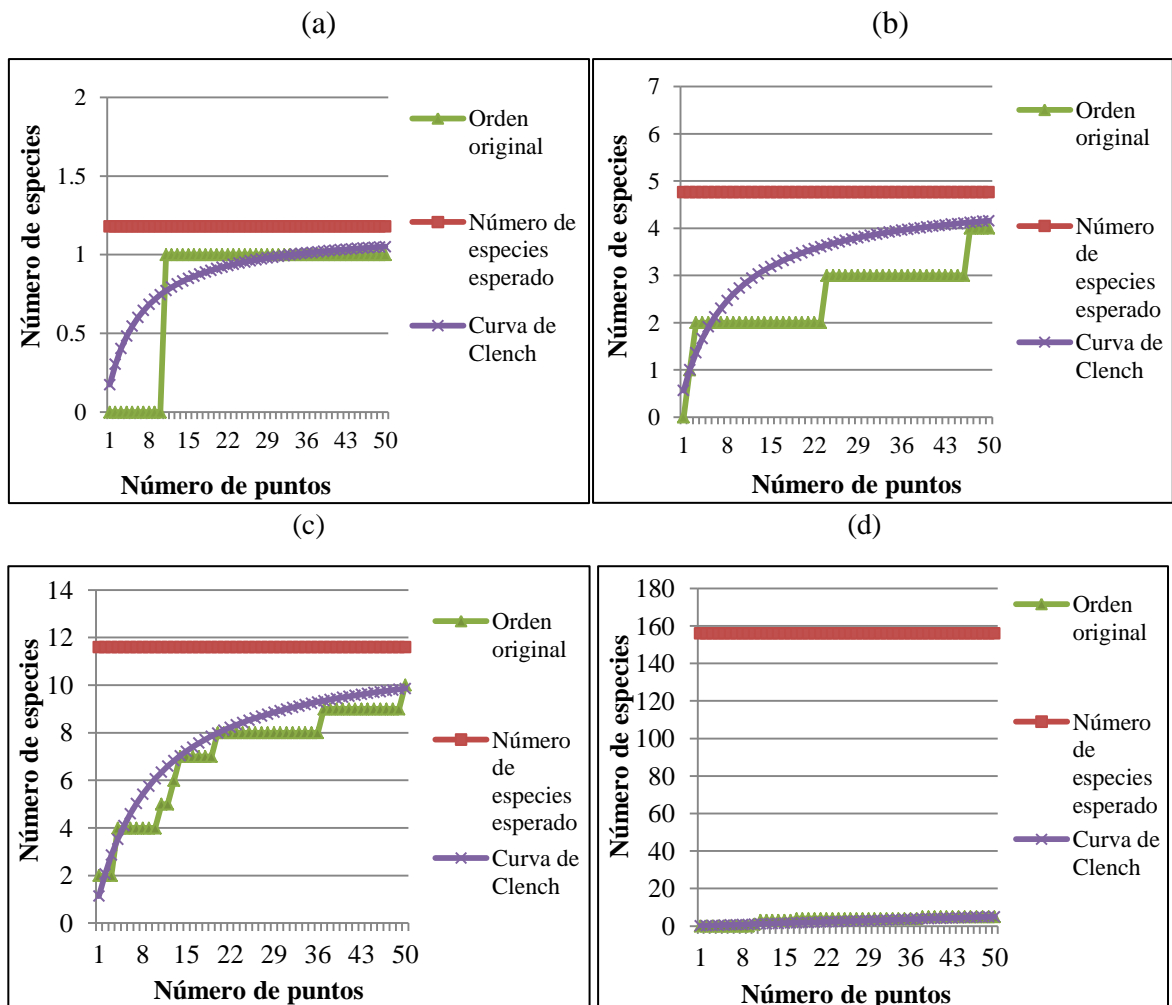 (a)
(b)
Número de especies
2
1.5
1
0.5
0
1 8 15 22 29 36 43 50
Número de puntos
Orden
original
Número de
especies
esperado
Curva de
Clench
Número de especies
7
6
5
4
3
2
1
0
1 8 15 22 29 36 43 50
Número de puntos
Orden
original
Número
de
especies
esperado
Curva de
Clench
(c)
(d)
Número de especies
14
12
10
8
6
4
2
0
1 8 15 22 29 36 43 50
Número de puntos
Orden
original
Número
de
especies
esperado
Curva de
Clench
Número de especies
180
160
140
120
100
80
60
40
20
0
1 8 15 22 29 36 43 50
Número de puntos
Orden
original
Número
de
especies
esperado
Curva de
Clench